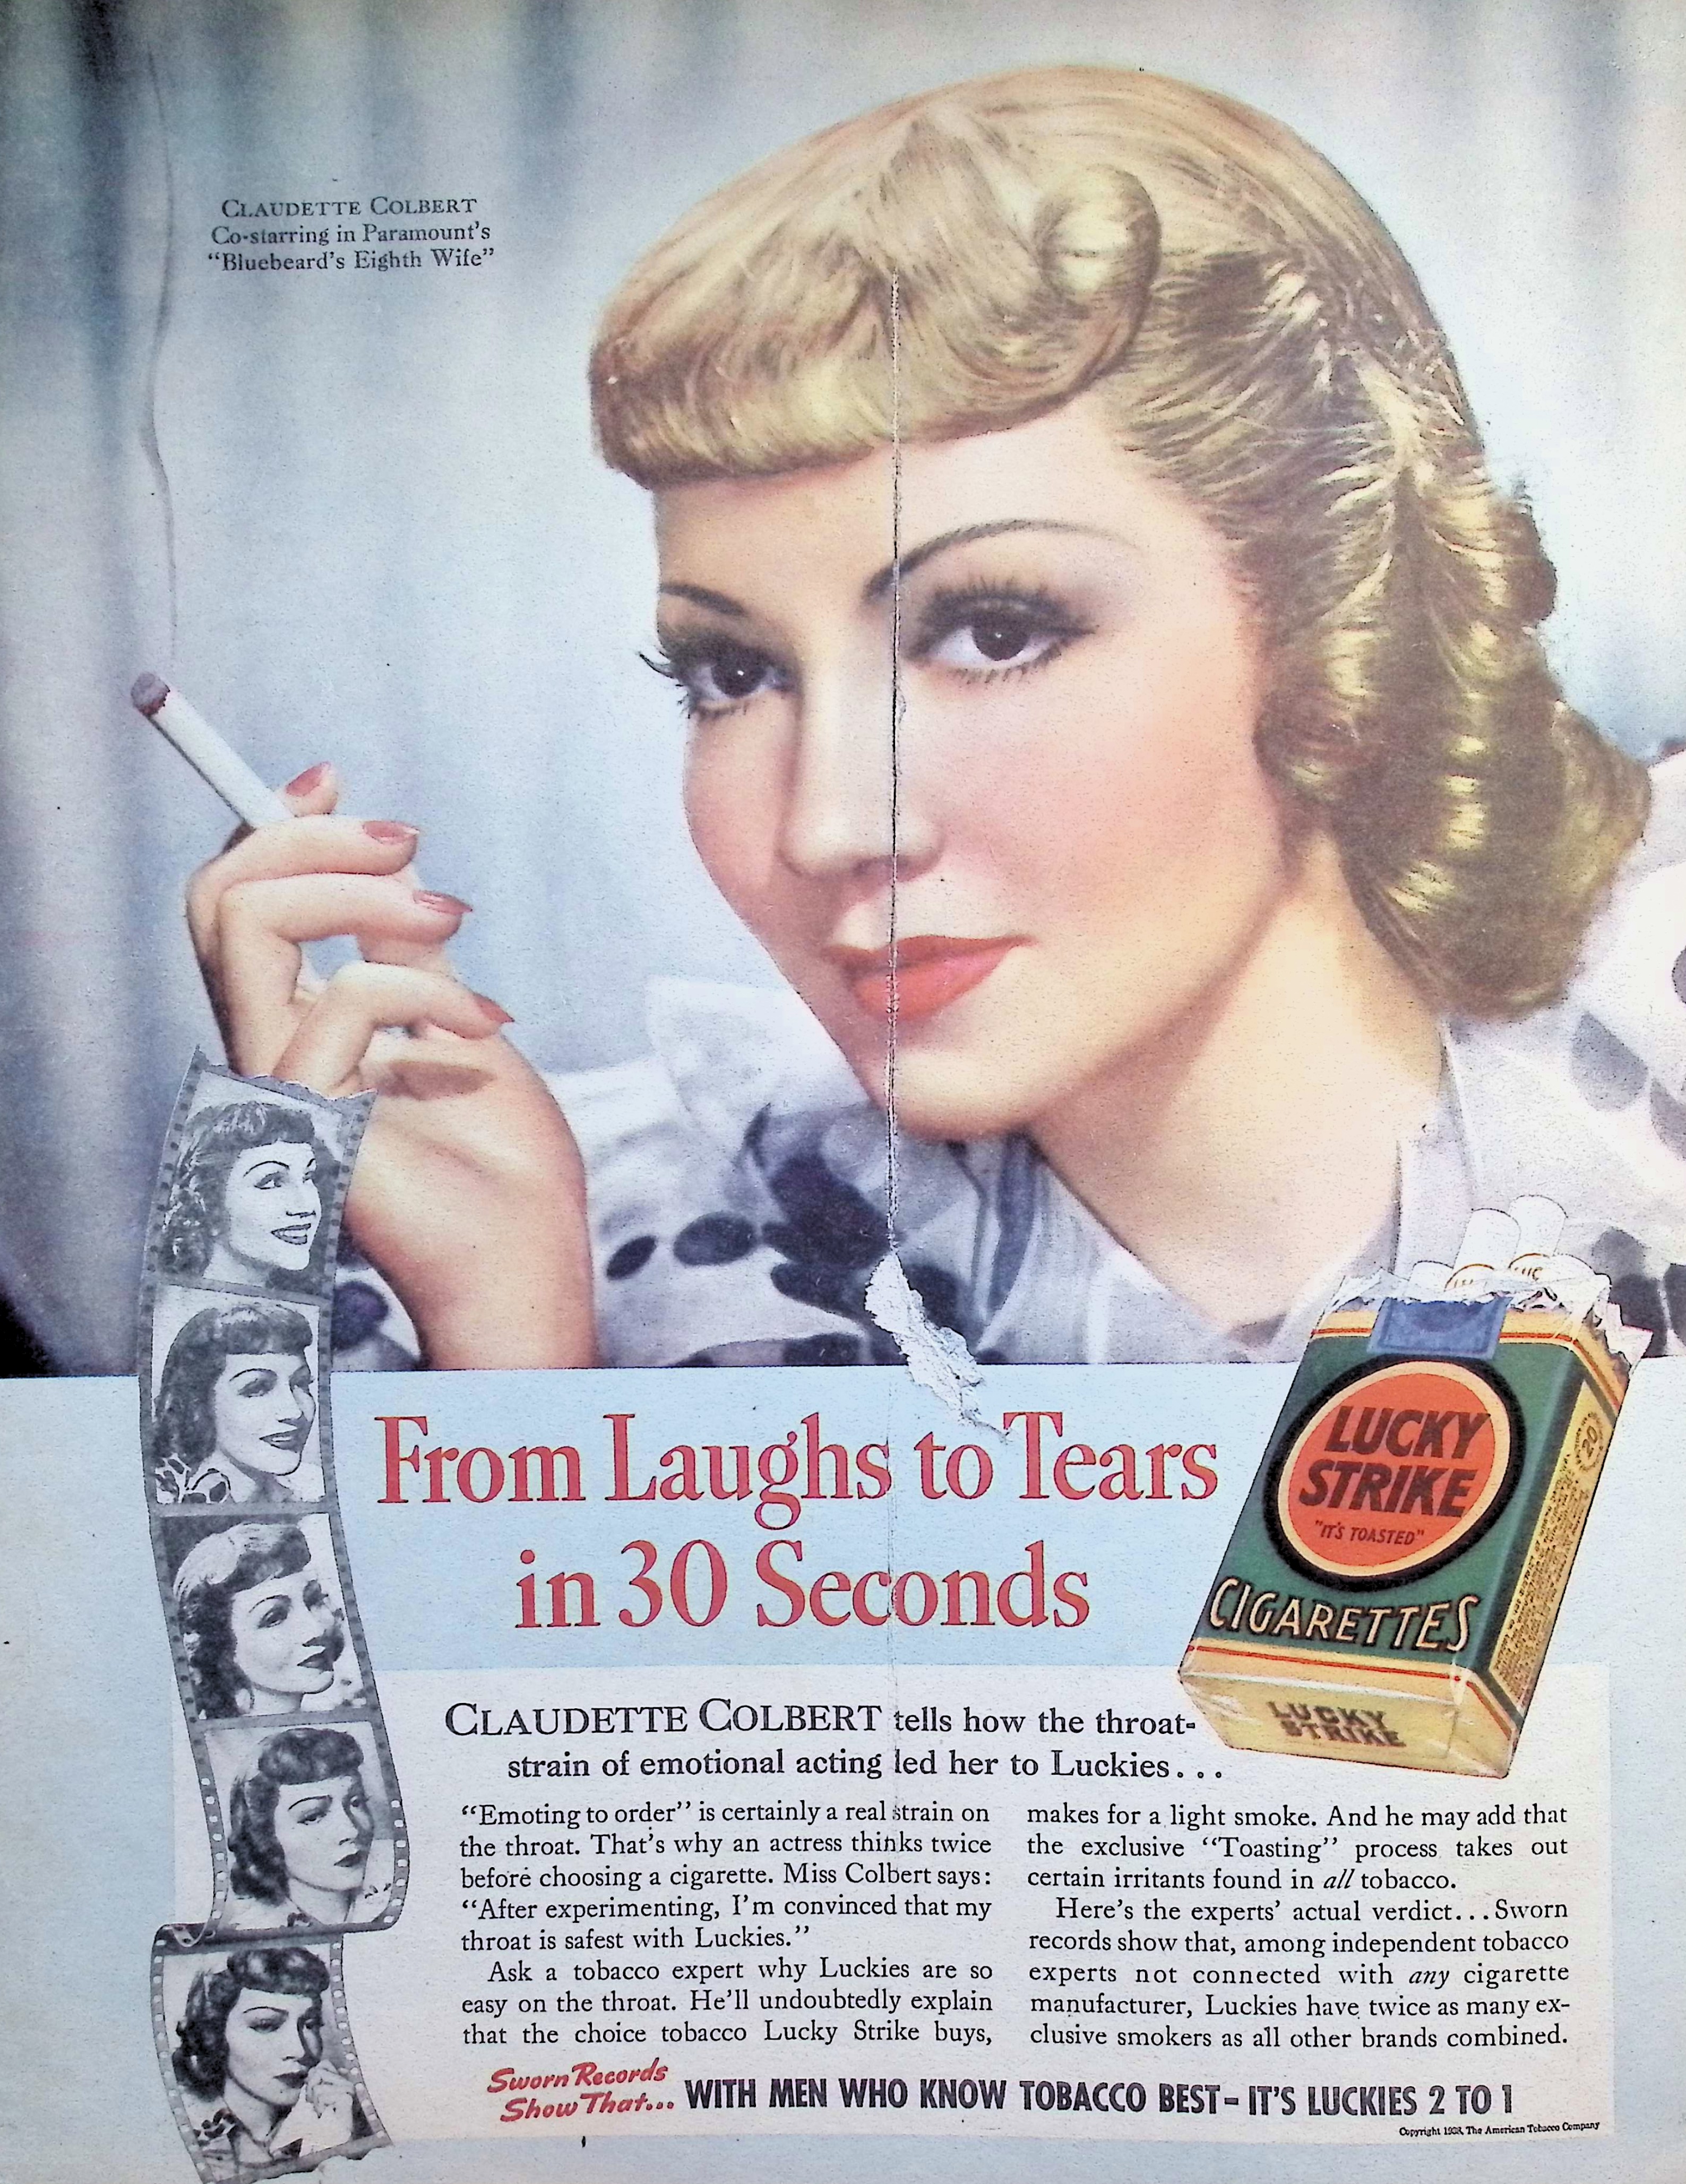 CLAUDETTE COLBERT
Co-starring in Paramount's
"Bluebeard's Eighth Wife"
From Laughs to Tears
in 30 Seconds
LUCKY
STRIKE
"IT'S TOASTED"
CIGARETTES
LUCKY
STRIKE
20
CLAUDETTE COLBERT tells how the throat-
strain of emotional acting led her to Luckies...
"Emoting to order" is certainly a real strain on
the throat. That's why an actress thinks twice
before choosing a cigarette. Miss Colbert says:
"After experimenting, I'm convinced that my
throat is safest with Luckies."
Ask a tobacco expert why Luckies are so
easy on the throat. He'll undoubtedly explain
that the choice tobacco Lucky Strike buys,
makes for a light smoke. And he may add that
the exclusive "Toasting" process takes out
certain irritants found in all tobacco.
Here's the experts' actual verdict...Sworn
records show that, among independent tobacco
experts not connected with any cigarette
manufacturer, Luckies have twice as many ex-
clusive smokers as all other brands combined.
Sworn Records
Show That...
WITH MEN WHO KNOW TOBACCO BEST-IT'S LUCKIES 2 TO 1
Copyright 1938, The American Tobacco Company